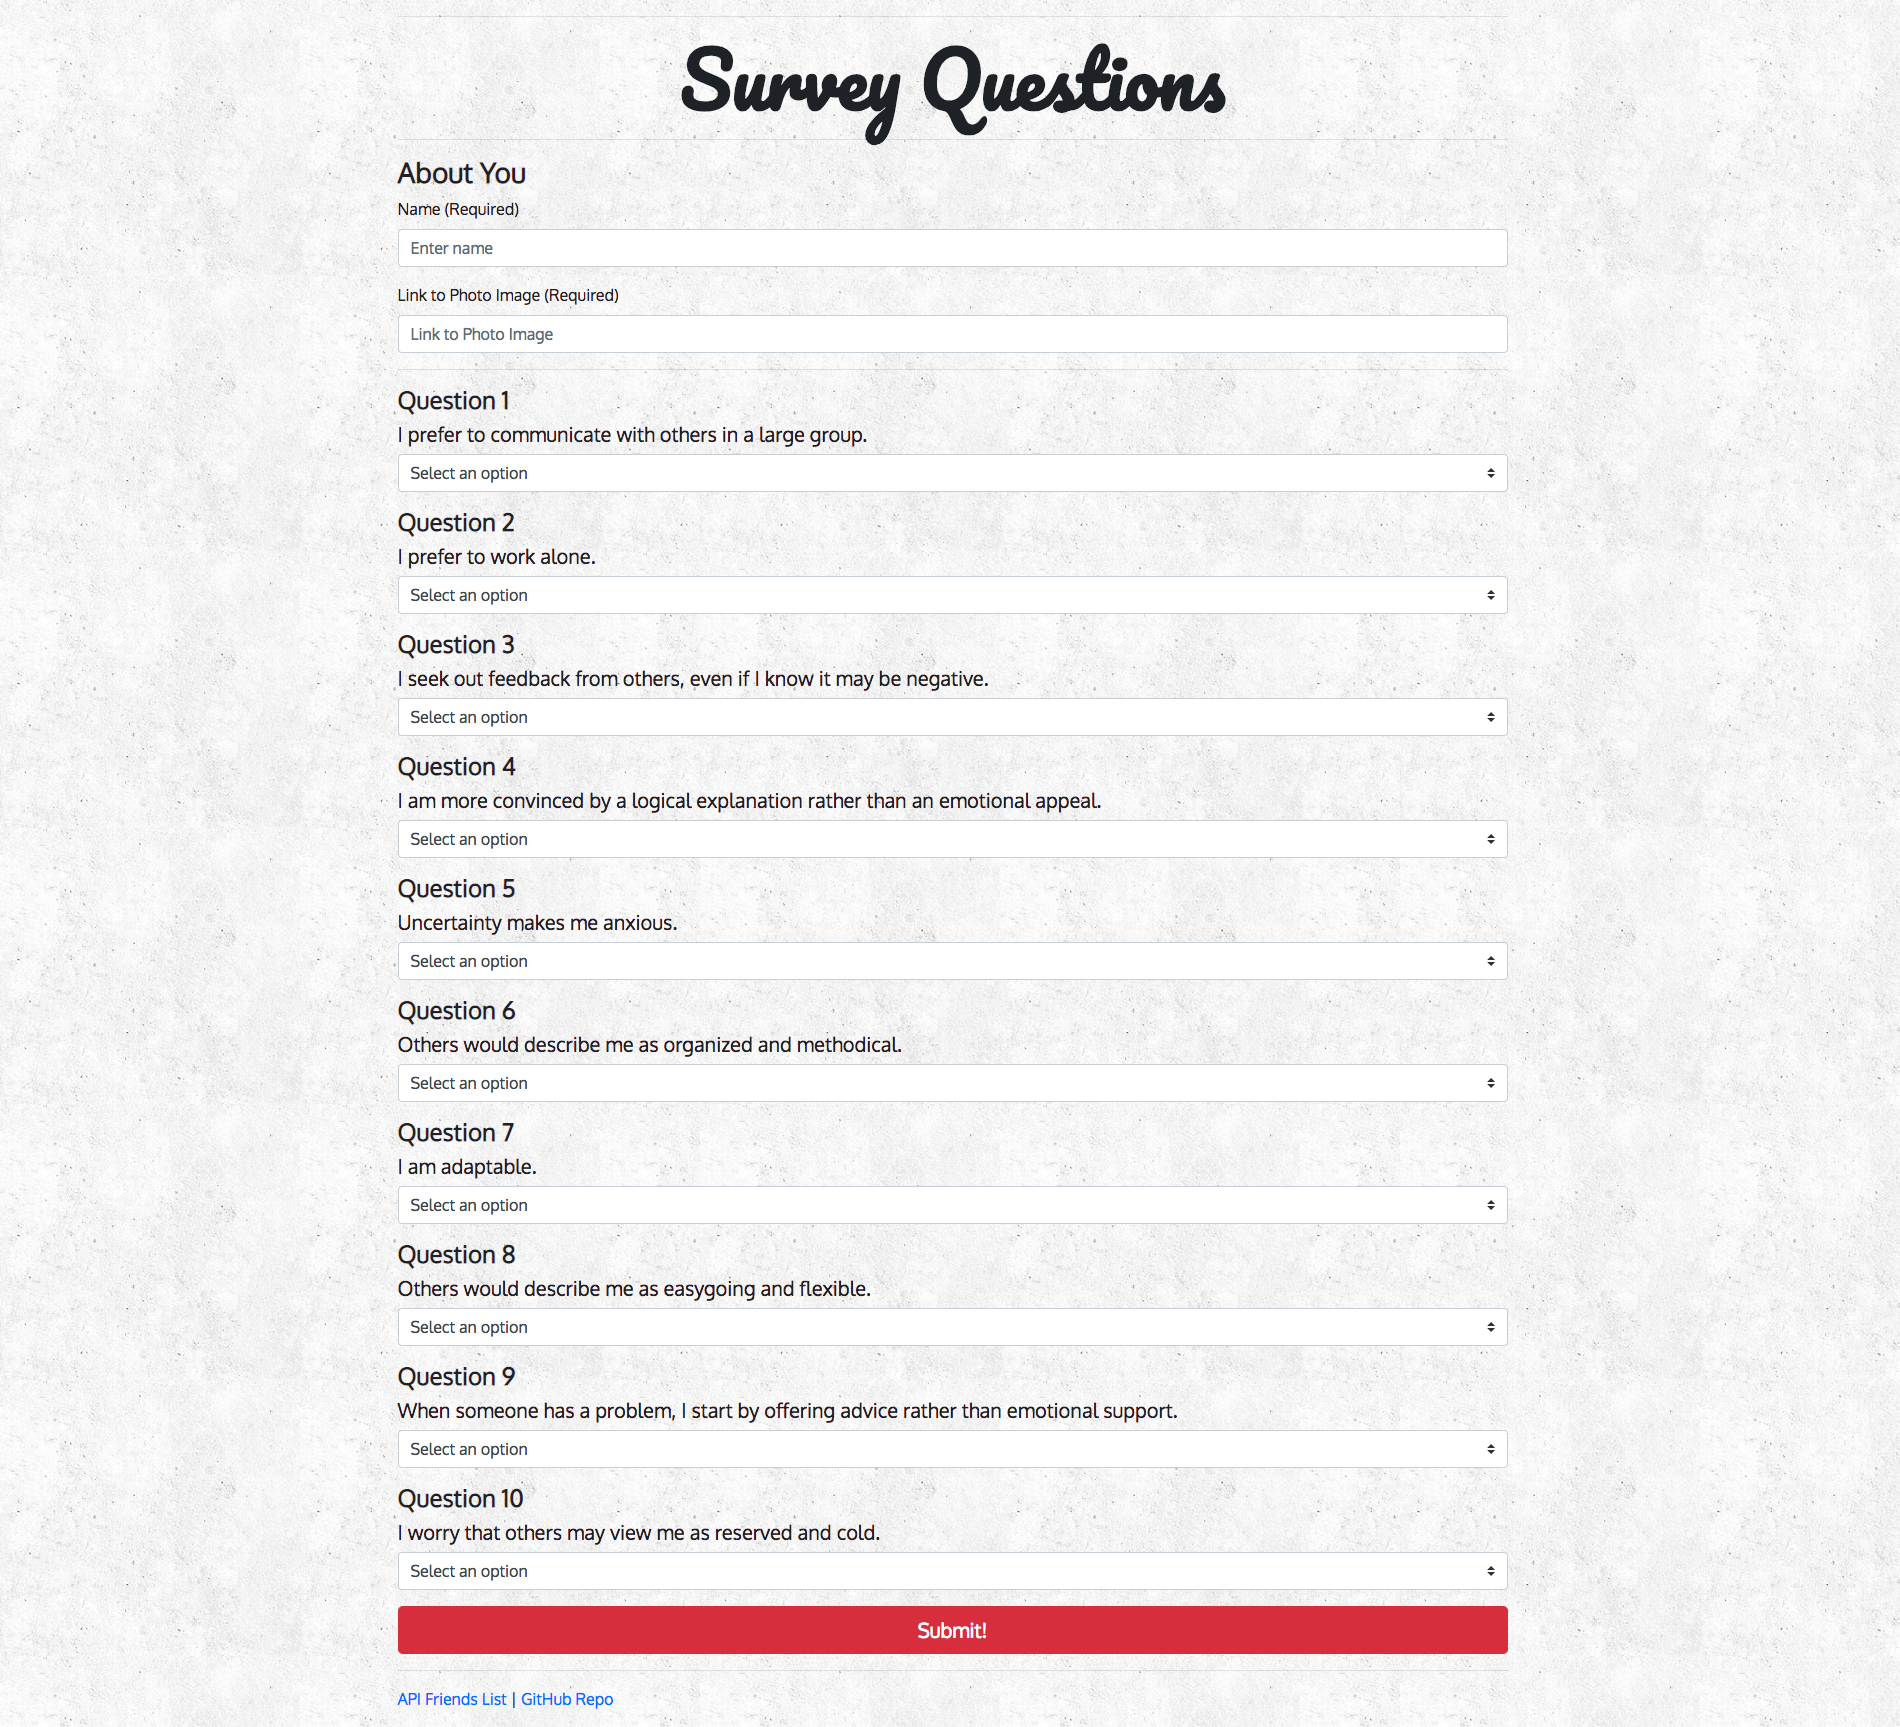 Survey Questions
About You
Name (Required)
Enter name
Link to Photo Image (Required)
Link to Photo Image
Question 1
I prefer to communicate with others in a large group.
Select an option
Question 2
I prefer to work alone.
Select an option
Question 3
I seek out feedback from others, even if I know it may be negative.
Select an option
Question 4
I am more convinced by a logical explanation rather than an emotional appeal.
Select an option
Question 5
Uncertainty makes me anxious.
Select an option
Question 6
Others would describe me as organized and methodical.
Select an option
Question 7
I am adaptable.
Select an option
Question 8
Others would describe me as easygoing and flexible.
Select an option
Question 9
When someone has a problem, I start by offering advice rather than emotional support.
Select an option
Question 10
I worry that others may view me as reserved and cold.
Select an option
Submit!
API Friends List | GitHub Repo